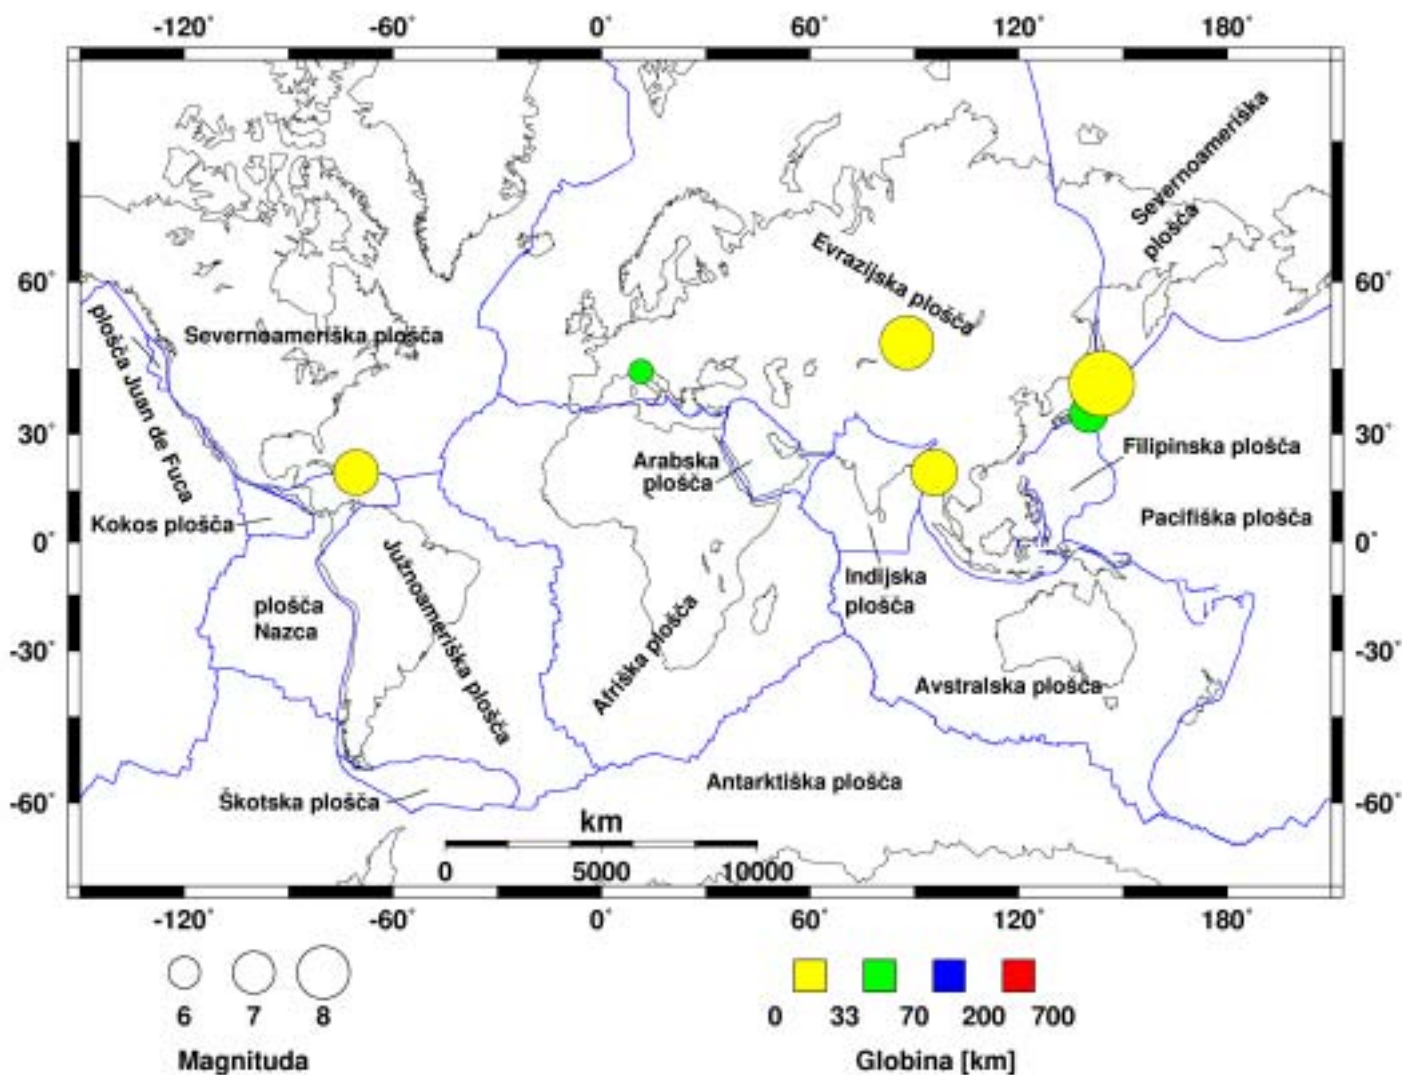 -120° -60° 0° 60° 120° 180°
Severnoameriška
plošča
Evrazijska plošča
60° 60°
plošča Juan de Fuca
Severnoameriška plošča
30° 30°
Filipinska plošča
Arabska
plošča
Kokos plošča
Pacifiška plošča
0° 0°
Južnoameriška plošča
Indijska
plošča
plošča
Nazca
Afriška plošča
-30° -30°
Avstralska plošča
Antarktiška plošča
Škotska plošča
-60° -60°
km
0 5000 10000
-120° -60° 0° 60° 120° 180°
6 7 8
0 33 70 200 700
Magnituda
Globina [km]